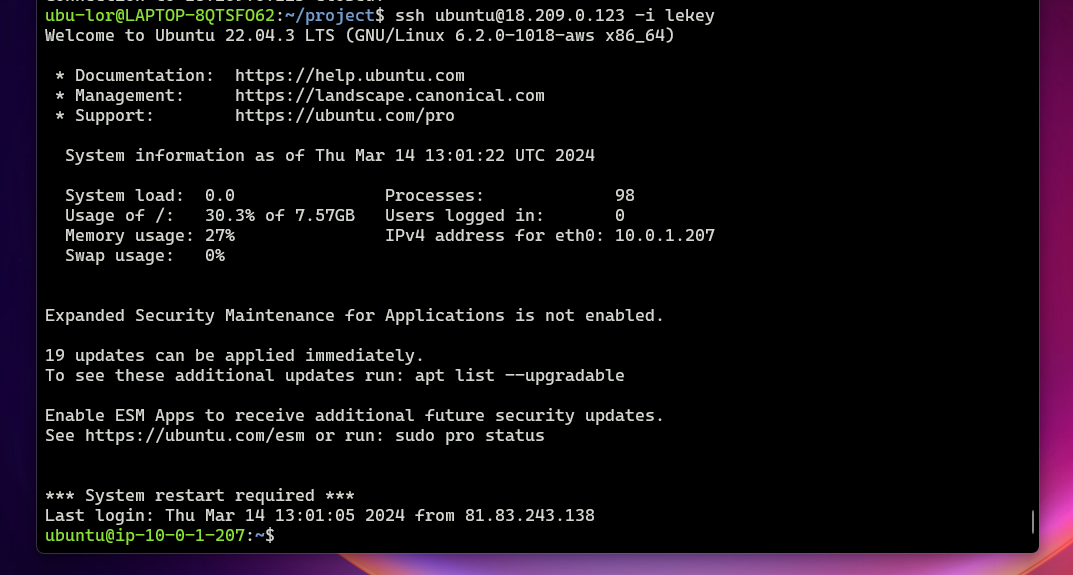 ubu-lor@LAPTOP-8QTSFO62:~/project$ ssh ubuntu@18.209.0.123 -i lekey
Welcome to Ubuntu 22.04.3 LTS (GNU/Linux 6.2.0-1018-aws x86_64)
* Documentation:  https://help.ubuntu.com
* Management:     https://landscape.canonical.com
* Support:        https://ubuntu.com/pro
System information as of Thu Mar 14 13:01:22 UTC 2024
System load:  0.0               Processes:             98
Usage of /:   30.3% of 7.57GB   Users logged in:       0
Memory usage: 27%               IPv4 address for eth0: 10.0.1.207
Swap usage:   0%
Expanded Security Maintenance for Applications is not enabled.
19 updates can be applied immediately.
To see these additional updates run: apt list --upgradable
Enable ESM Apps to receive additional future security updates.
See https://ubuntu.com/esm or run: sudo pro status
*** System restart required ***
Last login: Thu Mar 14 13:01:05 2024 from 81.83.243.138
ubuntu@ip-10-0-1-207:~$